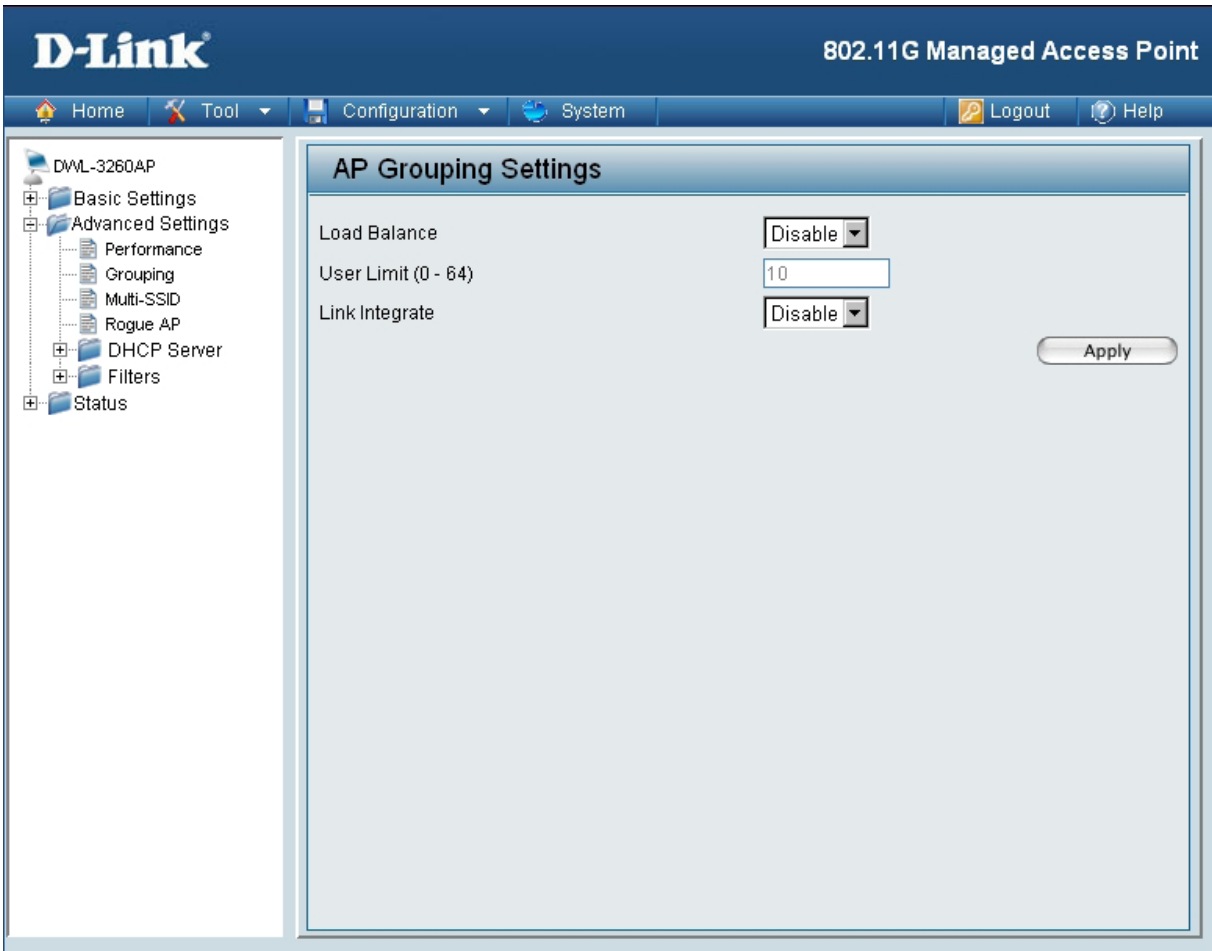 D-Link
802.11G Managed Access Point
Home Tool Configuration System Logout Help
DWL-3260AP
Basic Settings
Advanced Settings
Performance
Grouping
Multi-SSID
Rogue AP
DHCP Server
Filters
Status
AP Grouping Settings
Load Balance Disable
User Limit (0 - 64) 10
Link Integrate Disable
Apply